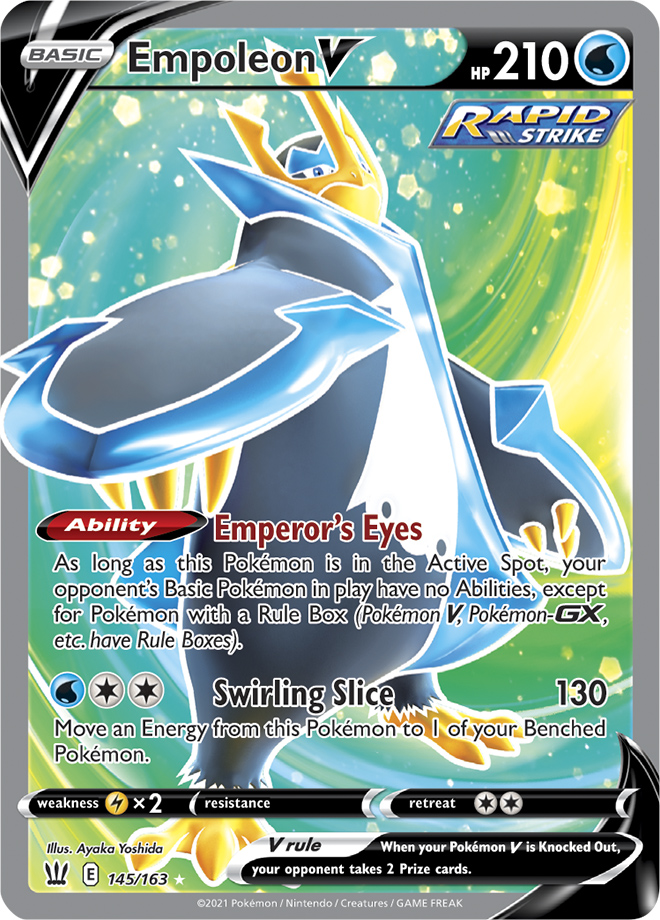 BASIC Empoleon V HP 210
RAPID
STRIKE
Ability Emperor's Eyes
As long as this Pokémon is in the Active Spot, your
opponent's Basic Pokémon in play have no Abilities, except
for Pokémon with a Rule Box (Pokémon V, Pokémon-GX,
etc. have Rule Boxes).
Swirling Slice 130
Move an Energy from this Pokémon to 1 of your Benched
Pokémon.
weakness ×2 resistance retreat
Illus. Ayaka Yoshida
V rule When your Pokémon V is Knocked Out,
your opponent takes 2 Prize cards.
E 145/163
©2021 Pokémon / Nintendo / Creatures / GAME FREAK